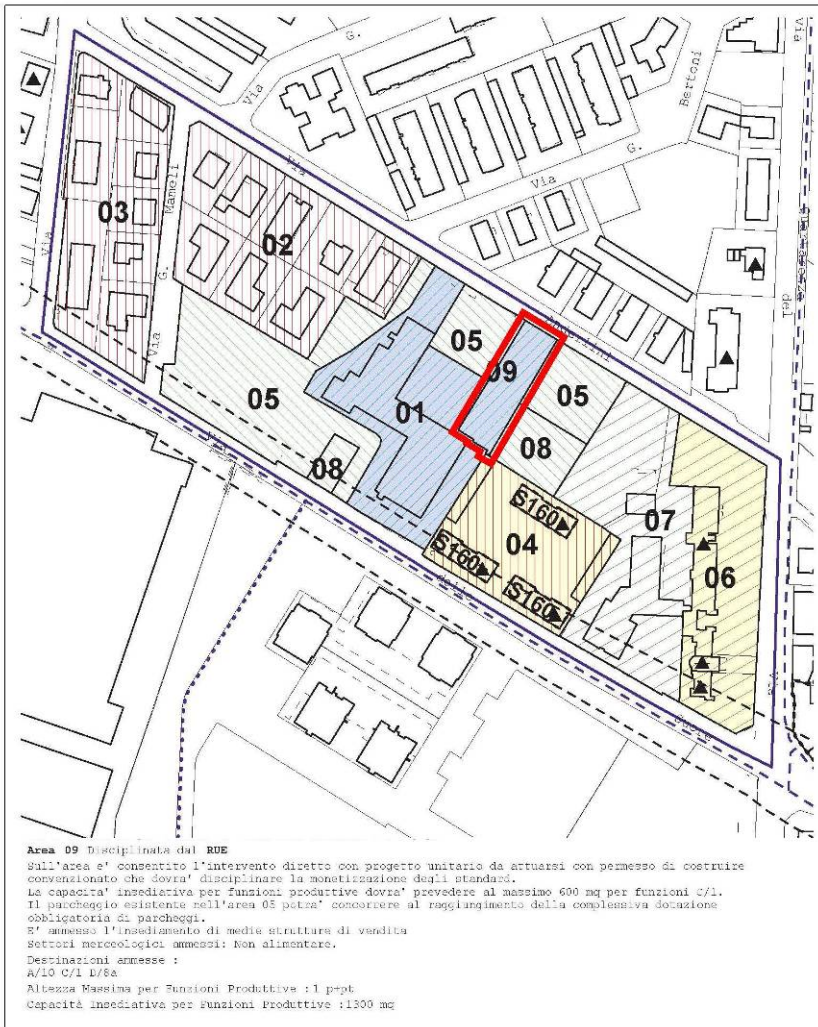 G.
Via
Via
Bertoni
G.
Via
Via
dei
Mameli
G.
Via
Via
03
02
05
09
05
01
05
08
08
S160
04
S160
S160
07
06
Via
Area 09 Disciplinata dal RUE
Sull'area e' consentito l'intervento diretto con progetto unitario da attuarsi con permesso di costruire
convenzionato che dovra' disciplinare la monetizzazione degli standard.
La capacita' insediativa per funzioni produttive dovra' prevedere al massimo 600 mq per funzioni C/1.
Il parcheggio esistente nell'area 05 potra' concorrere al raggiungimento della complessiva dotazione
obbligatoria di parcheggi.
E' ammesso l'insediamento di medie strutture di vendita
Settori merceologici ammessi: Non alimentare.
Destinazioni ammesse :
A/10 C/1 D/8a
Altezza Massima per Funzioni Produttive : 1 p+pt
Capacità Insediativa per Funzioni Produttive :1300 mq